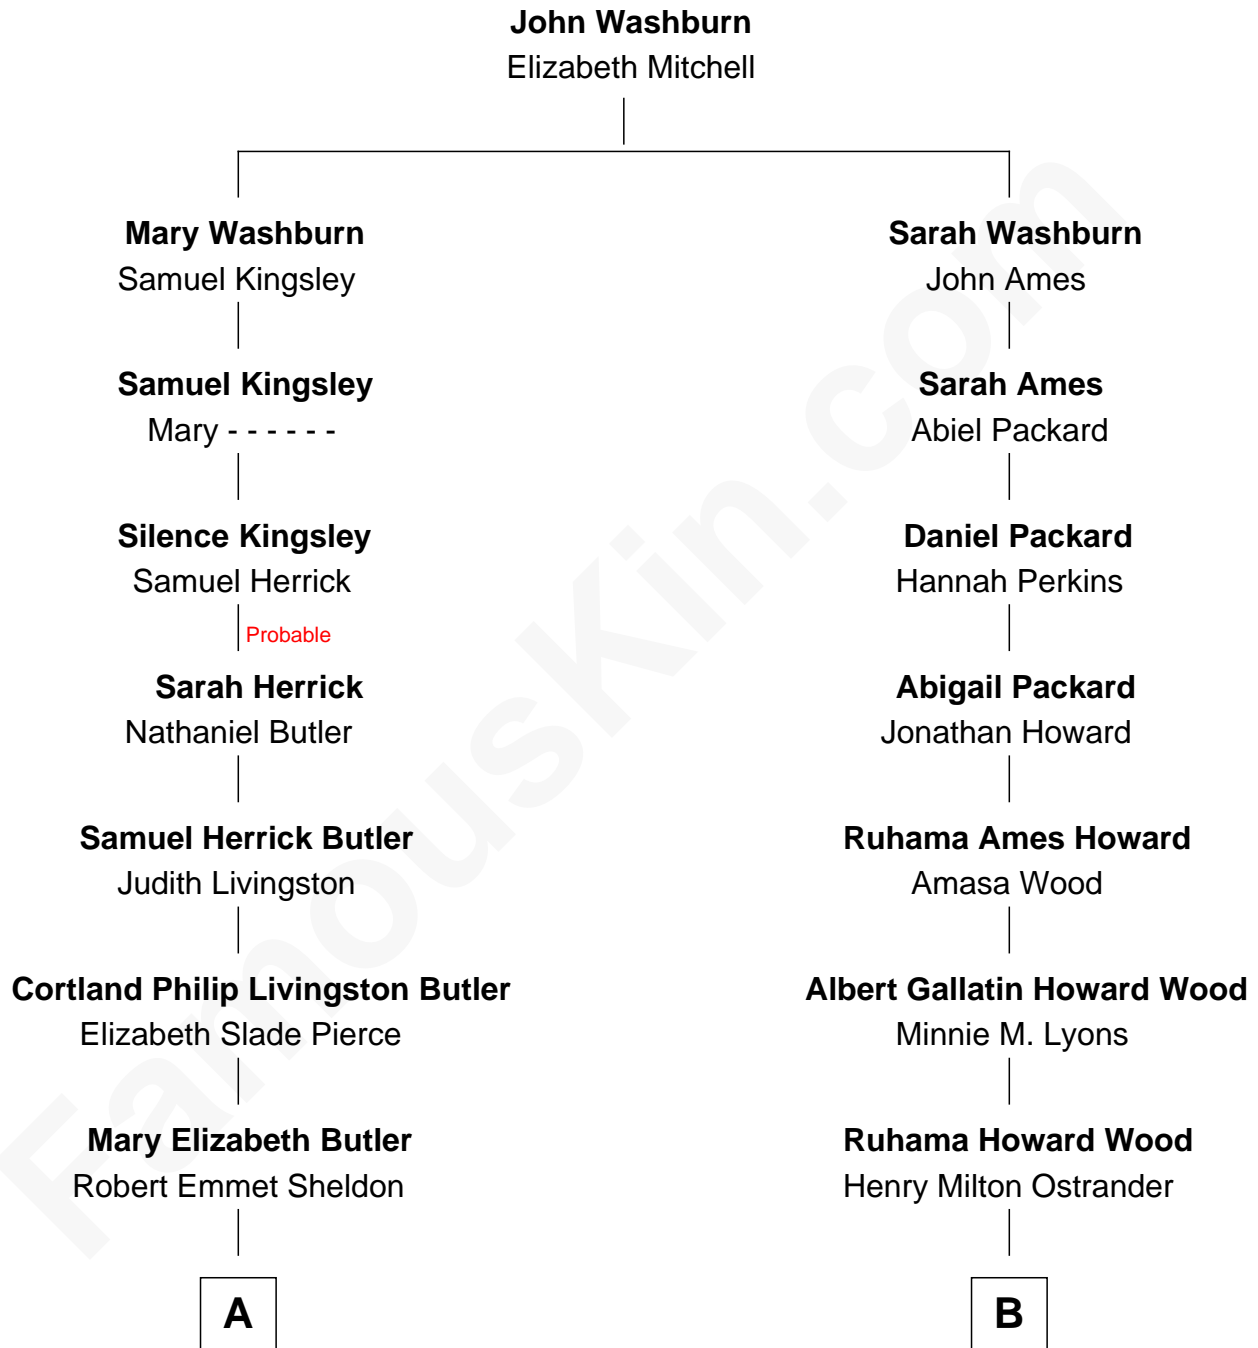 John Washburn
Elizabeth Mitchell
Mary Washburn
Samuel Kingsley
Sarah Washburn
John Ames
Samuel Kingsley
Mary - - - - - -
Sarah Ames
Abiel Packard
Silence Kingsley
Samuel Herrick
Daniel Packard
Hannah Perkins
Probable
Sarah Herrick
Nathaniel Butler
Abigail Packard
Jonathan Howard
Samuel Herrick Butler
Judith Livingston
Ruhama Ames Howard
Amasa Wood
Cortland Philip Livingston Butler
Elizabeth Slade Pierce
Albert Gallatin Howard Wood
Minnie M. Lyons
Mary Elizabeth Butler
Robert Emmet Sheldon
Ruhama Howard Wood
Henry Milton Ostrander
A
B
FamousKin.com